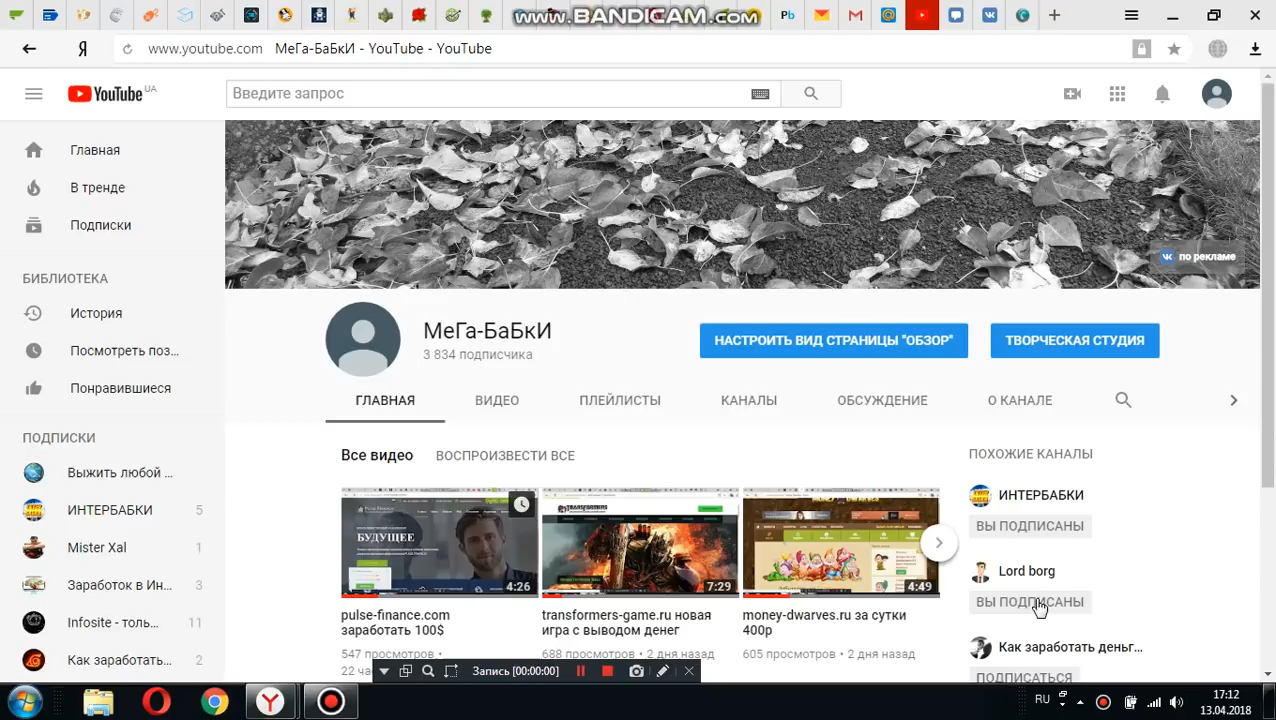 www.BANDICAM.com
Pb
Я
www.youtube.com МеГа-БаБкИ - YouTube - YouTube
YouTube UA
Введите запрос
Главная
В тренде
Подписки
БИБЛИОТЕКА
История
Посмотреть поз...
Понравившиеся
ПОДПИСКИ
Выжить любой ...
ИНТЕРБАБКИ 5
Mister Xal 1
Заработок в Ин... 3
Infosite - толь... 11
Как заработать... 2
по рекламе
МеГа-БаБкИ
3 834 подписчика
НАСТРОИТЬ ВИД СТРАНИЦЫ "ОБЗОР"
ТВОРЧЕСКАЯ СТУДИЯ
ГЛАВНАЯ ВИДЕО ПЛЕЙЛИСТЫ КАНАЛЫ ОБСУЖДЕНИЕ О КАНАЛЕ
Все видео ВОСПРОИЗВЕСТИ ВСЕ
БУДУЩЕЕ
4:26
pulse-finance.com
заработать 100$
547 просмотров •
22 ча
TRANSFORMERS
7:29
transformers-game.ru новая
игра с выводом денег
688 просмотров • 2 дня назад
4:49
money-dwarves.ru за сутки
400р
605 просмотров • 2 дня назад
ПОХОЖИЕ КАНАЛЫ
ИНТЕРБАБКИ
ВЫ ПОДПИСАНЫ
Lord borg
ВЫ ПОДПИСАНЫ
Как заработать деньг...
ПОДПИСАТЬСЯ
Запись [00:00:00]
RU
17:12
13.04.2018